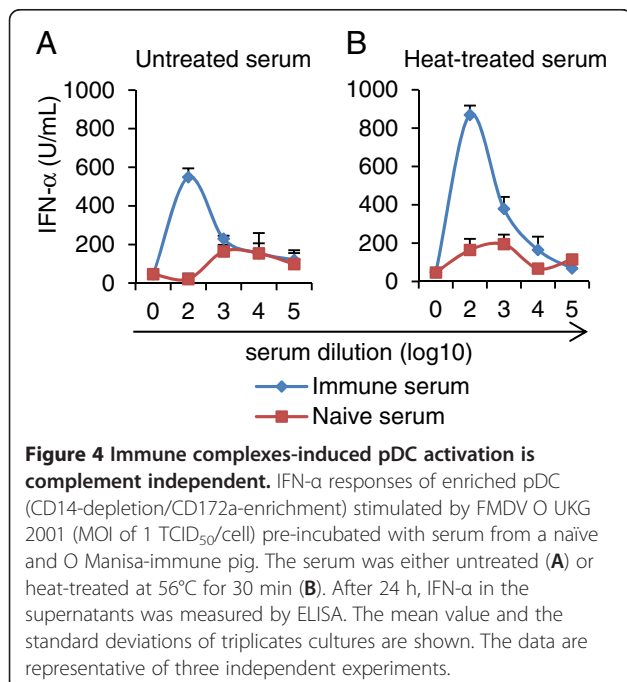 A
B
Untreated serum
Heat-treated serum
IFN-α (U/mL)
1000
800
600
400
200
0
0 2 3 4 5
1000
800
600
400
200
0
0 2 3 4 5
serum dilution (log10)
Immune serum
Naive serum
Figure 4 Immune complexes-induced pDC activation is
complement independent. IFN-α responses of enriched pDC
(CD14-depletion/CD172a-enrichment) stimulated by FMDV O UKG
2001 (MOI of 1 TCID₅₀/cell) pre-incubated with serum from a naïve
and O Manisa-immune pig. The serum was either untreated (A) or
heat-treated at 56°C for 30 min (B). After 24 h, IFN-α in the
supernatants was measured by ELISA. The mean value and the
standard deviations of triplicates cultures are shown. The data are
representative of three independent experiments.